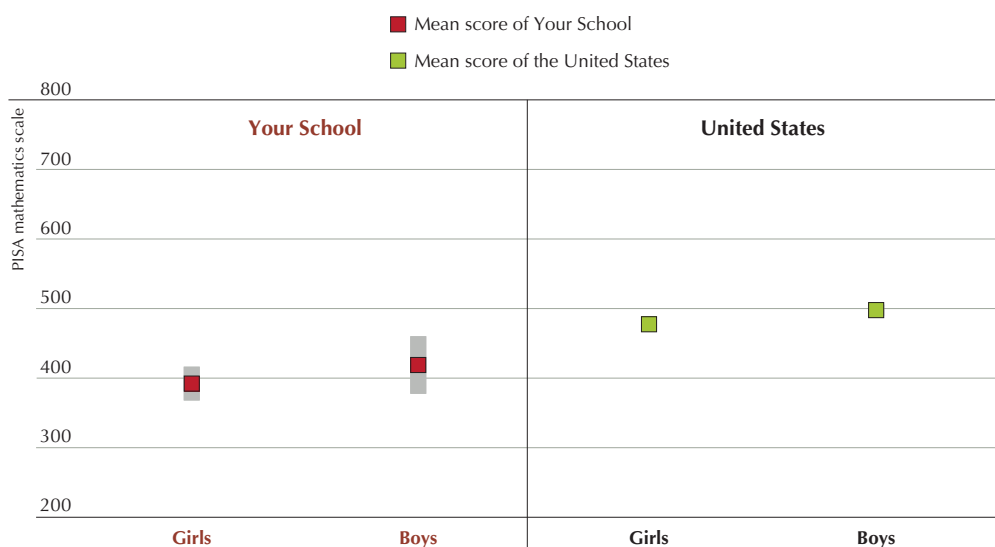 Mean score of Your School
Mean score of the United States
PISA mathematics scale
800
Your School
United States
700
600
500
400
300
200
Girls
Boys
Girls
Boys